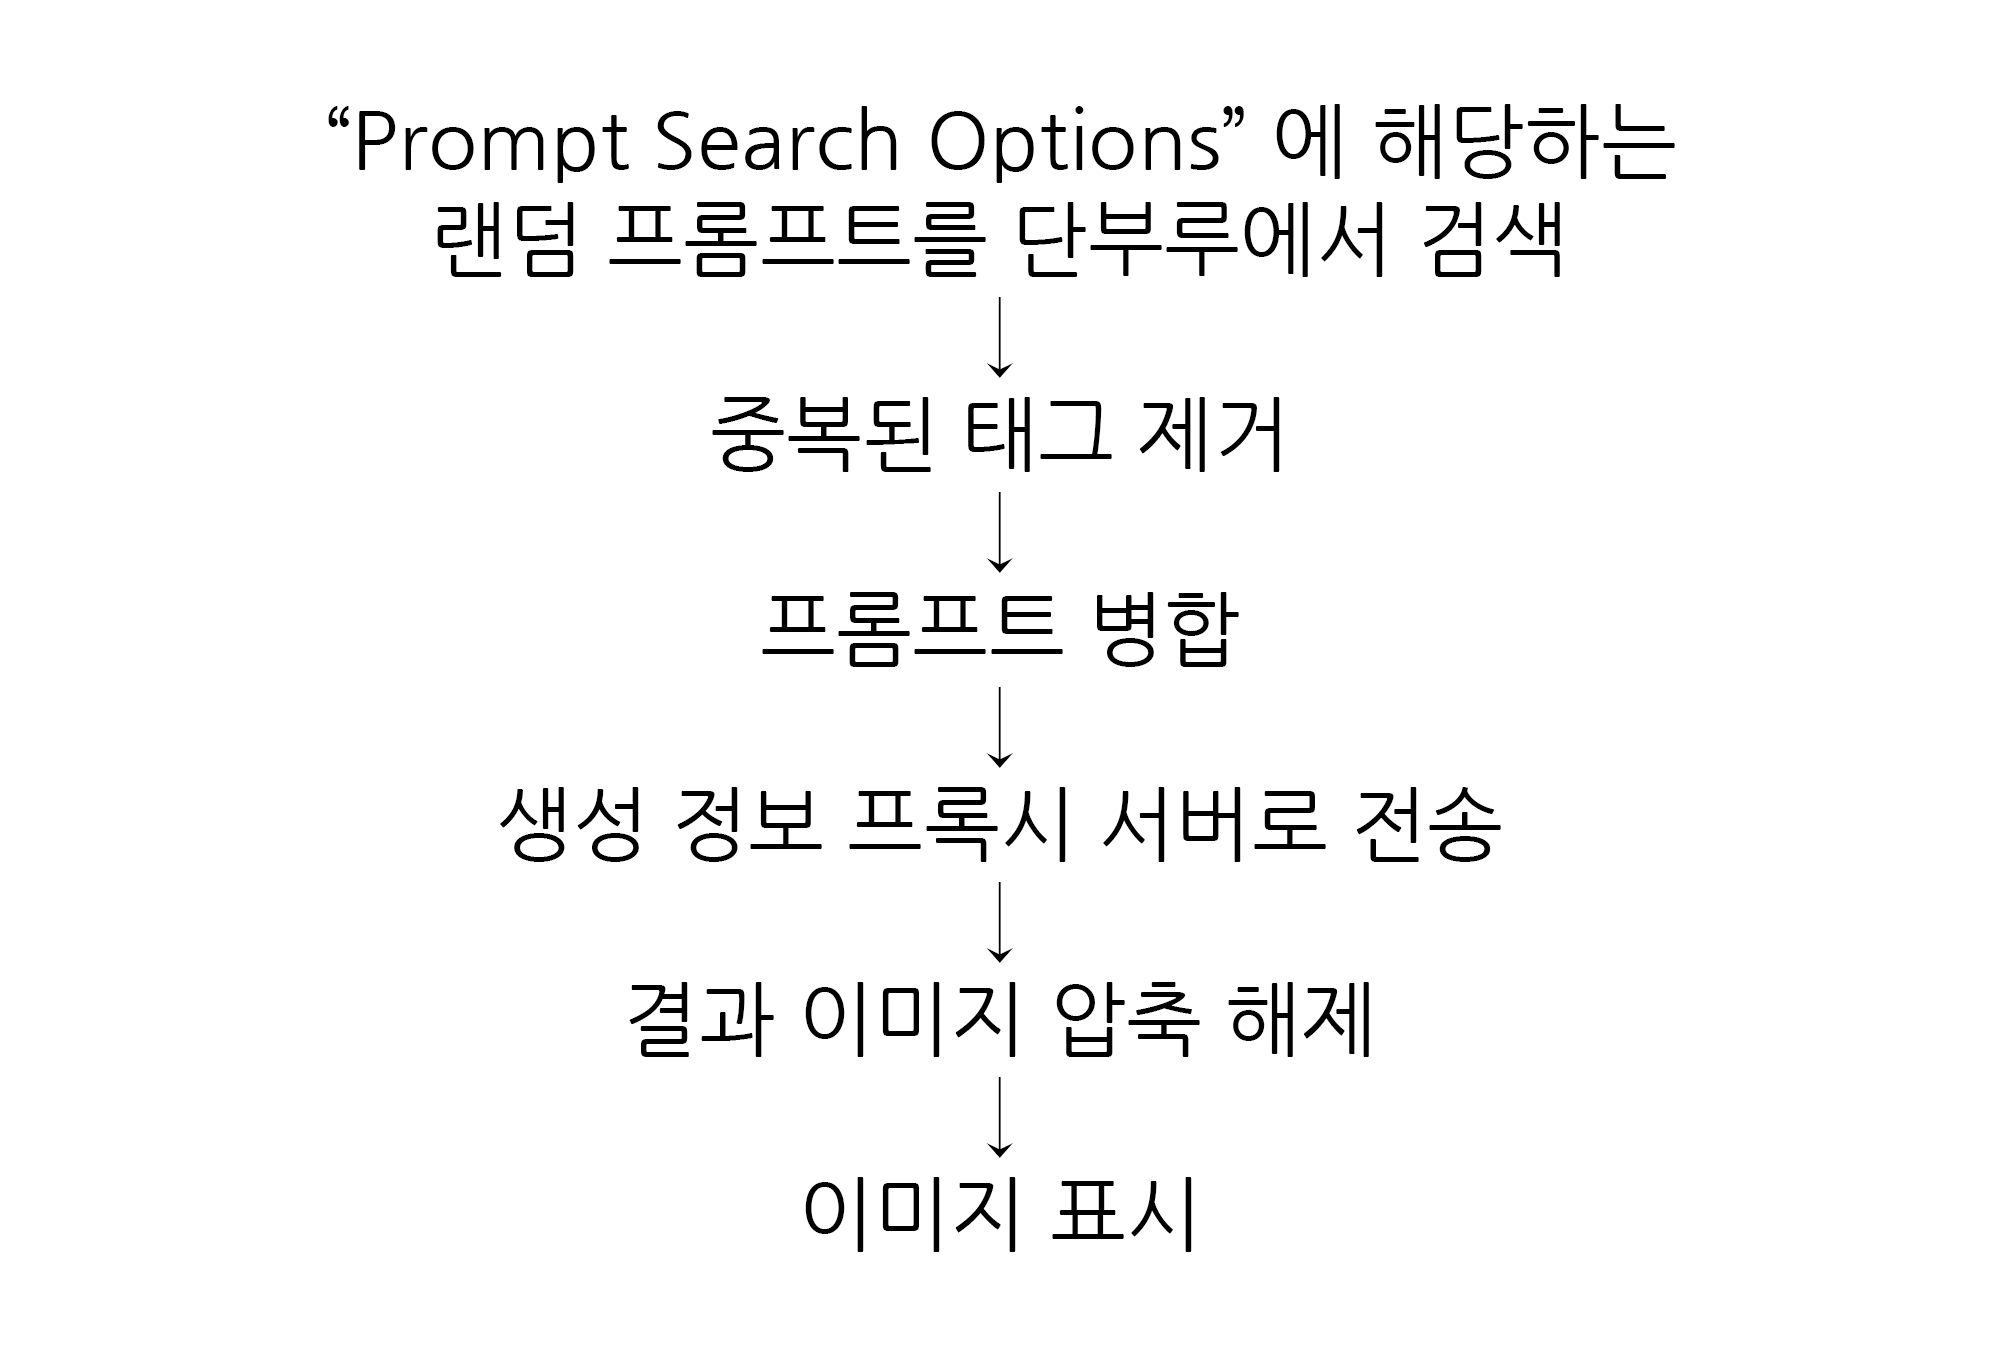 “Prompt Search Options” 에 해당하는
랜덤 프롬프트를 단부루에서 검색
중복된 태그 제거
프롬프트 병합
생성 정보 프록시 서버로 전송
결과 이미지 압축 해제
이미지 표시